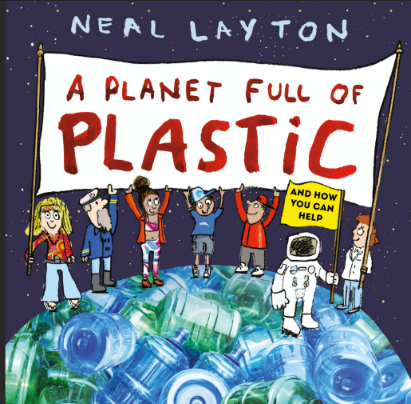 NEAL LAYTON
A PLANET FULL OF
PLASTiC
AND HOW
YOU CAN
HELP